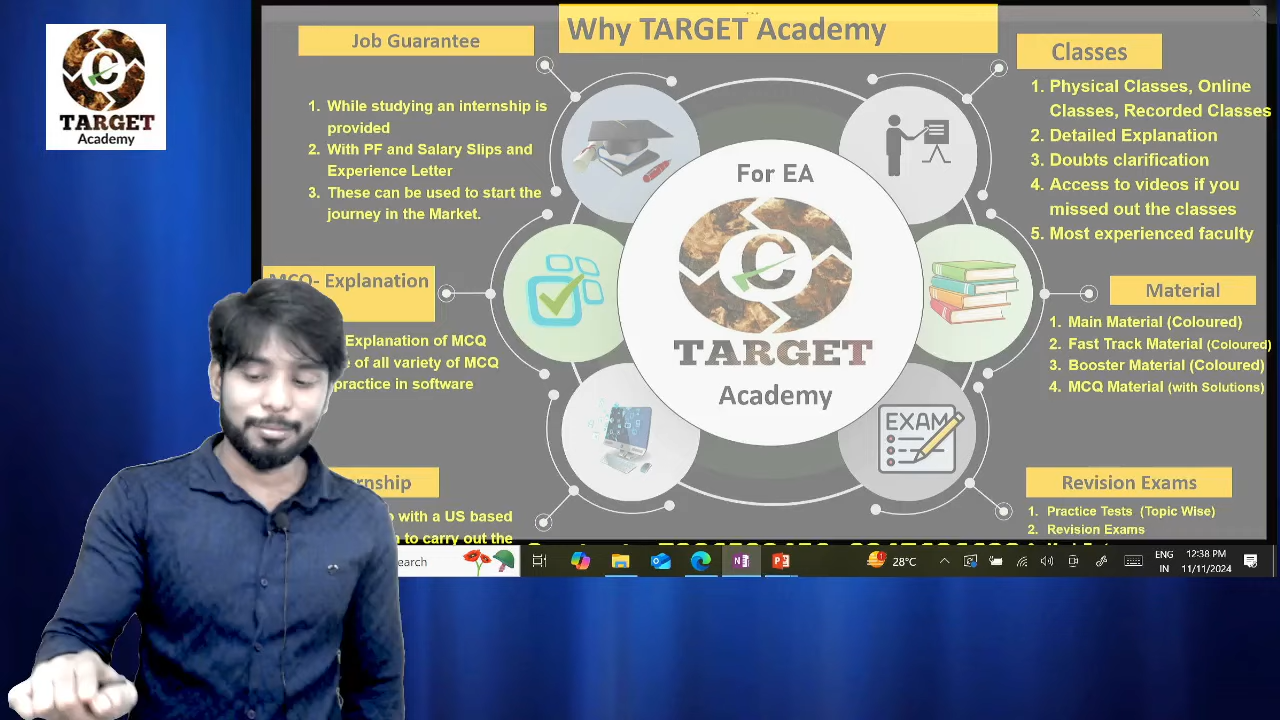 TARGET
Academy
Why TARGET Academy
Job Guarantee
1. While studying an internship is
provided
2. With PF and Salary Slips and
Experience Letter
3. These can be used to start the
journey in the Market.
MCQ- Explanation
Explanation of MCQ
of all variety of MCQ
practice in software
with a US based
to carry out the
For EA
C
TARGET
Academy
EXAM
Classes
1. Physical Classes, Online
Classes, Recorded Classes
2. Detailed Explanation
3. Doubts clarification
4. Access to videos if you
missed out the classes
5. Most experienced faculty
Material
1. Main Material (Coloured)
2. Fast Track Material (Coloured)
3. Booster Material (Coloured)
4. MCQ Material (with Solutions)
Revision Exams
1. Practice Tests (Topic Wise)
2. Revision Exams
28°C
ENG
IN
12:38 PM
11/11/2024